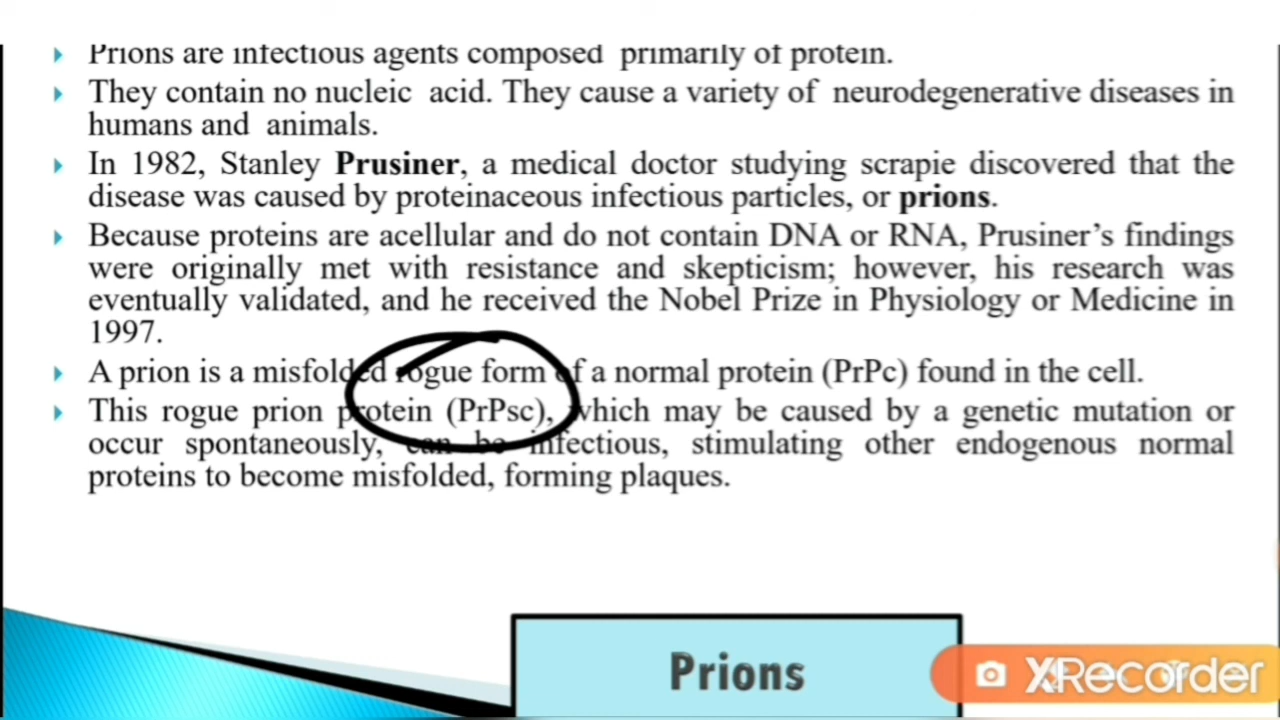 Prions are infectious agents composed primarily of protein.
They contain no nucleic acid. They cause a variety of neurodegenerative diseases in
humans and animals.
In 1982, Stanley Prusiner, a medical doctor studying scrapie discovered that the
disease was caused by proteinaceous infectious particles, or prions.
Because proteins are acellular and do not contain DNA or RNA, Prusiner's findings
were originally met with resistance and skepticism; however, his research was
eventually validated, and he received the Nobel Prize in Physiology or Medicine in
1997.
A prion is a misfolded rogue form of a normal protein (PrPc) found in the cell.
This rogue prion protein (PrPsc), which may be caused by a genetic mutation or
occur spontaneously, can be infectious, stimulating other endogenous normal
proteins to become misfolded, forming plaques.
Prions
XRecorder